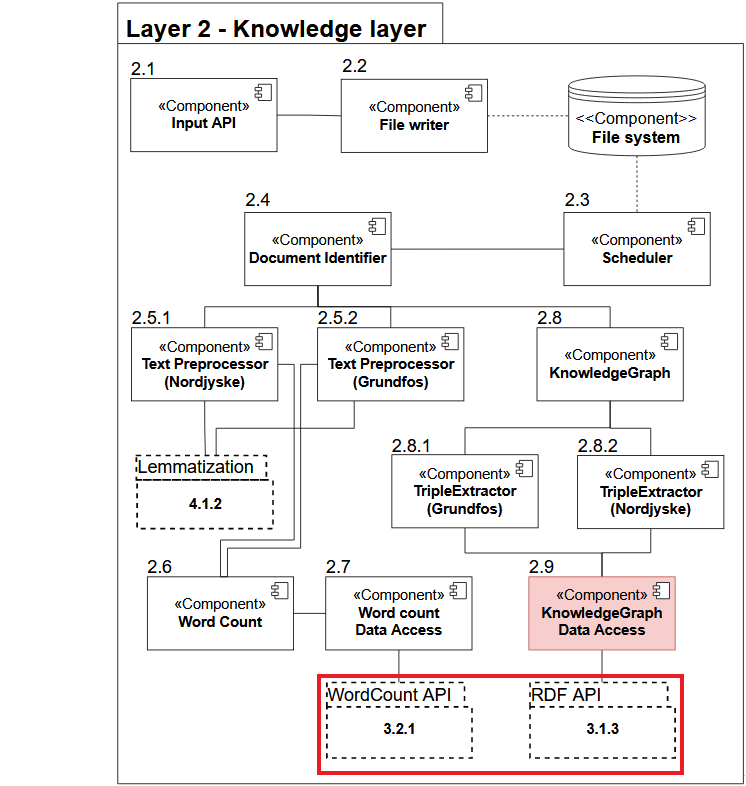 Layer 2 - Knowledge layer
2.1
«Component»
Input API
2.2
«Component»
File writer
<<Component>>
File system
2.4
«Component»
Document Identifier
2.3
«Component»
Scheduler
2.5.1
«Component»
Text Preprocessor
(Nordjyske)
2.5.2
«Component»
Text Preprocessor
(Grundfos)
2.8
«Component»
KnowledgeGraph
Lemmatization
4.1.2
2.8.1
«Component»
TripleExtractor
(Grundfos)
2.8.2
«Component»
TripleExtractor
(Nordjyske)
2.6
«Component»
Word Count
2.7
«Component»
Word count
Data Access
2.9
«Component»
KnowledgeGraph
Data Access
WordCount API
3.2.1
RDF API
3.1.3